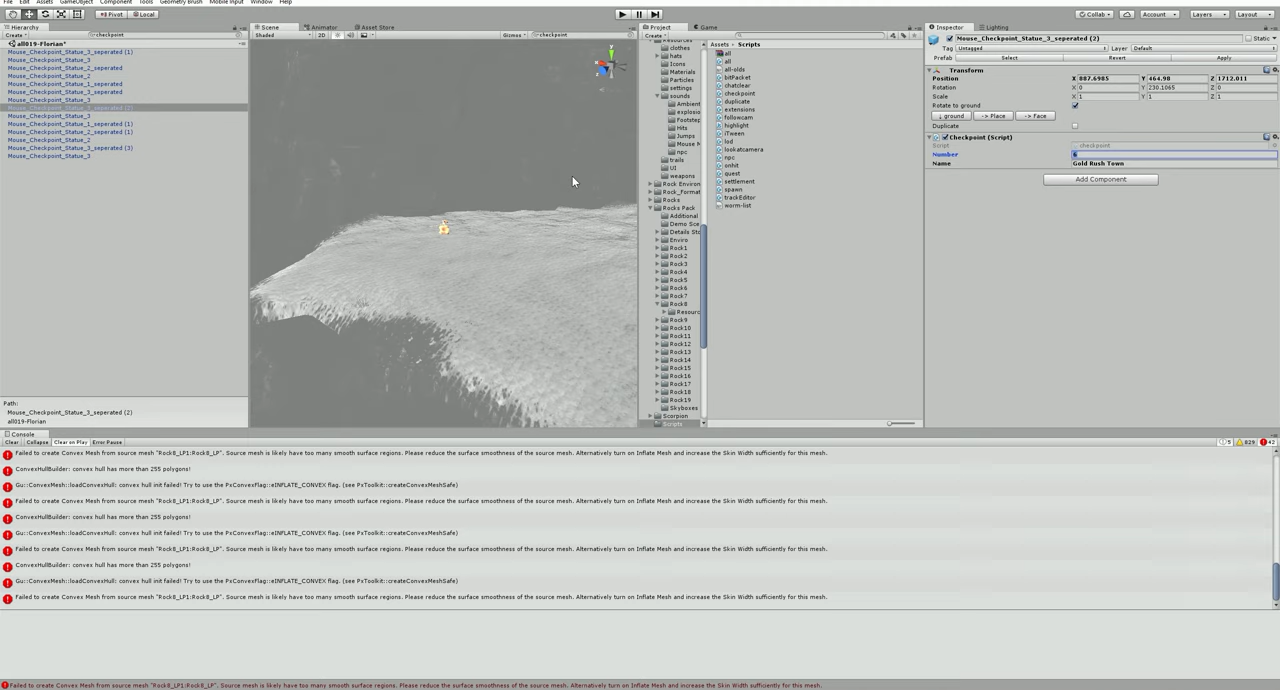 File Edit Assets GameObject Component Tools Geometry Brush Mobile Input Window Help
Pivot Local Collab Account Layers Layout
Hierarchy
Create checkpoint
all019-Florian*
Mouse_Checkpoint_Statue_3_seperated (1)
Mouse_Checkpoint_Statue_3
Mouse_Checkpoint_Statue_2_seperated
Mouse_Checkpoint_Statue_2
Mouse_Checkpoint_Statue_1_seperated
Mouse_Checkpoint_Statue_3_seperated
Mouse_Checkpoint_Statue_3
Mouse_Checkpoint_Statue_3_seperated (2)
Mouse_Checkpoint_Statue_3
Mouse_Checkpoint_Statue_1_seperated (1)
Mouse_Checkpoint_Statue_2_seperated (1)
Mouse_Checkpoint_Statue_2
Mouse_Checkpoint_Statue_3_seperated (3)
Mouse_Checkpoint_Statue_3
Path:
Mouse_Checkpoint_Statue_3_seperated (2)
all019-Florian
Scene Animator Asset Store
Shaded 2D Gizmos checkpoint
y
Project Game
Create
Resources
clothes
hats
Icons
Materials
Particles
settings
sounds
Ambient
explosio
Footstep
Hits
Jumps
Mouse M
npc
trails
UI
weapons
Rock Environ
Rock_Format
Rocks
Rocks Pack
Additional
Demo Sce
Details Sto
Enviro
Rock1
Rock2
Rock3
Rock4
Rock5
Rock6
Rock7
Rock8
Resourc
Rock9
Rock10
Rock11
Rock12
Rock13
Rock14
Rock15
Rock16
Rock17
Rock18
Rock19
Skyboxes
Scorpion
Scripts
Assets Scripts
all
all
all-olds
bitPacket
chatclear
checkpoint
duplicate
extensions
followcam
highlight
iTween
lod
lookatcamera
npc
onhit
quest
settlement
spawn
trackEditor
worm-list
Inspector Lighting
Mouse_Checkpoint_Statue_3_seperated (2) Static
Tag Untagged Layer Default
Prefab Select Revert Apply
Transform
Position X 887.6985 Y 464.98 Z 1712.011
Rotation X 0 Y 230.1065 Z 0
Scale X 1 Y 1 Z 1
Rotate to ground
↓ ground -> Place -> Face
Duplicate
Checkpoint (Script)
Script checkpoint
Number 6
Name Gold Rush Town
Add Component
Console
Clear Collapse Clear on Play Error Pause 5 829 42
Failed to create Convex Mesh from source mesh "Rock8_LP1:Rock8_LP". Source mesh is likely have too many smooth surface regions. Please reduce the surface smoothness of the source mesh. Alternatively turn on Inflate Mesh and increase the Skin Width sufficiently for this mesh.
ConvexHullBuilder: convex hull has more than 255 polygons!
Gu::ConvexMesh::loadConvexHull: convex hull init failed! Try to use the PxConvexFlag::eINFLATE_CONVEX flag. (see PxToolkit::createConvexMeshSafe)
Failed to create Convex Mesh from source mesh "Rock8_LP1:Rock8_LP". Source mesh is likely have too many smooth surface regions. Please reduce the surface smoothness of the source mesh. Alternatively turn on Inflate Mesh and increase the Skin Width sufficiently for this mesh.
ConvexHullBuilder: convex hull has more than 255 polygons!
Gu::ConvexMesh::loadConvexHull: convex hull init failed! Try to use the PxConvexFlag::eINFLATE_CONVEX flag. (see PxToolkit::createConvexMeshSafe)
Failed to create Convex Mesh from source mesh "Rock8_LP1:Rock8_LP". Source mesh is likely have too many smooth surface regions. Please reduce the surface smoothness of the source mesh. Alternatively turn on Inflate Mesh and increase the Skin Width sufficiently for this mesh.
ConvexHullBuilder: convex hull has more than 255 polygons!
Gu::ConvexMesh::loadConvexHull: convex hull init failed! Try to use the PxConvexFlag::eINFLATE_CONVEX flag. (see PxToolkit::createConvexMeshSafe)
Failed to create Convex Mesh from source mesh "Rock8_LP1:Rock8_LP". Source mesh is likely have too many smooth surface regions. Please reduce the surface smoothness of the source mesh. Alternatively turn on Inflate Mesh and increase the Skin Width sufficiently for this mesh.
Failed to create Convex Mesh from source mesh "Rock8_LP1:Rock8_LP". Source mesh is likely have too many smooth surface regions. Please reduce the surface smoothness of the source mesh. Alternatively turn on Inflate Mesh and increase the Skin Width sufficiently for this mesh.